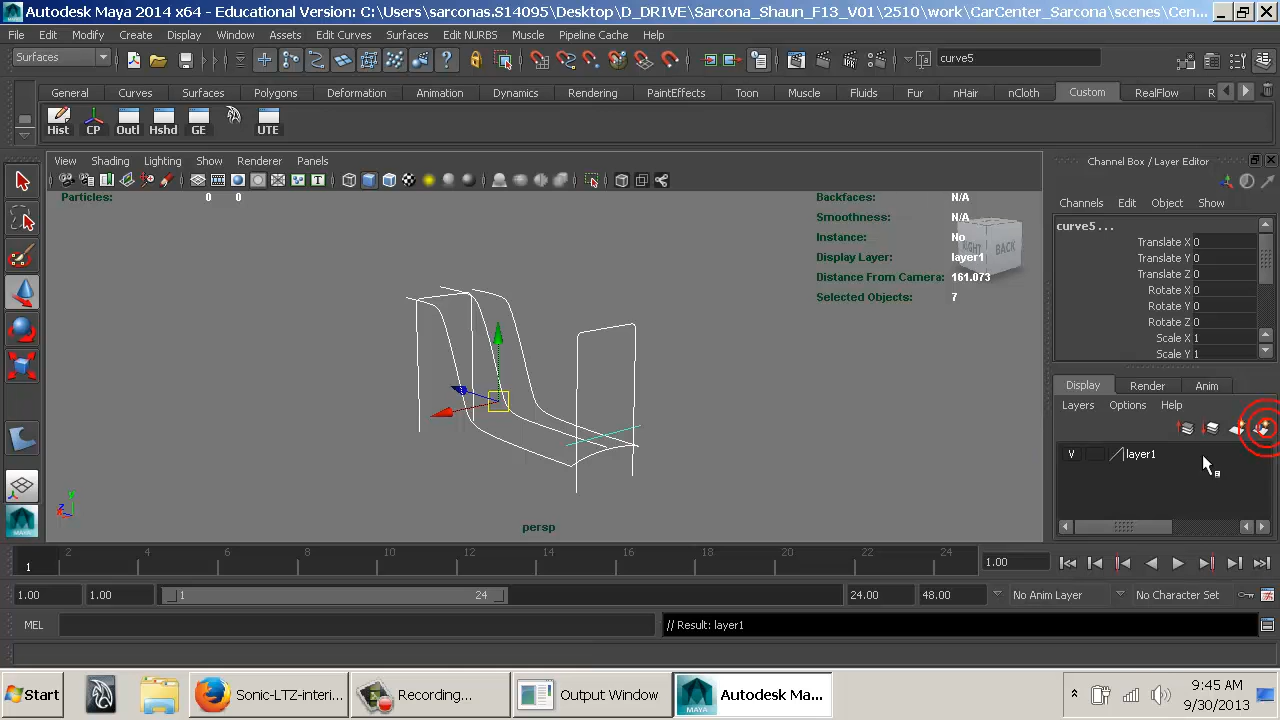 Autodesk Maya 2014 x64 - Educational Version: C:\Users\saconas.S14095\Desktop\D_DRIVE\Sarcona_Shaun_F13_V01\2510\work\CarCenter_Sarcona\scenes\Cen...
File Edit Modify Create Display Window Assets Edit Curves Surfaces Edit NURBS Muscle Pipeline Cache Help
Surfaces
curve5
General Curves Surfaces Polygons Deformation Animation Dynamics Rendering PaintEffects Toon Muscle Fluids Fur nHair nCloth Custom RealFlow R
Hist CP Outl Hshd GE UTE
View Shading Lighting Show Renderer Panels
Channel Box / Layer Editor
Particles: 0 0
Backfaces: N/A
Smoothness: N/A
Instance: No
Display Layer: layer1
Distance From Camera: 161.073
Selected Objects: 7
BACK
Channels Edit Object Show
curve5...
Translate X 0
Translate Y 0
Translate Z 0
Rotate X 0
Rotate Y 0
Rotate Z 0
Scale X 1
Scale Y 1
Display Render Anim
Layers Options Help
V layer1
y
z
x
persp
2 4 6 8 10 12 14 16 18 20 22 24
1
1.00
1.00 1.00 1 24 24.00 48.00 No Anim Layer No Character Set
MEL // Result: layer1
Start Sonic-LTZ-interi... Recording... Output Window Autodesk Ma...
9:45 AM
9/30/2013